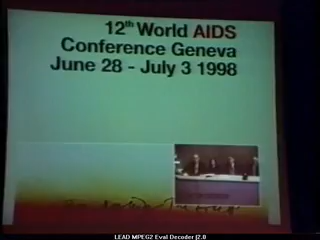 12th World AIDS
Conference Geneva
June 28 - July 3 1998
LEAD MPEG2 Eval Decoder |2.0